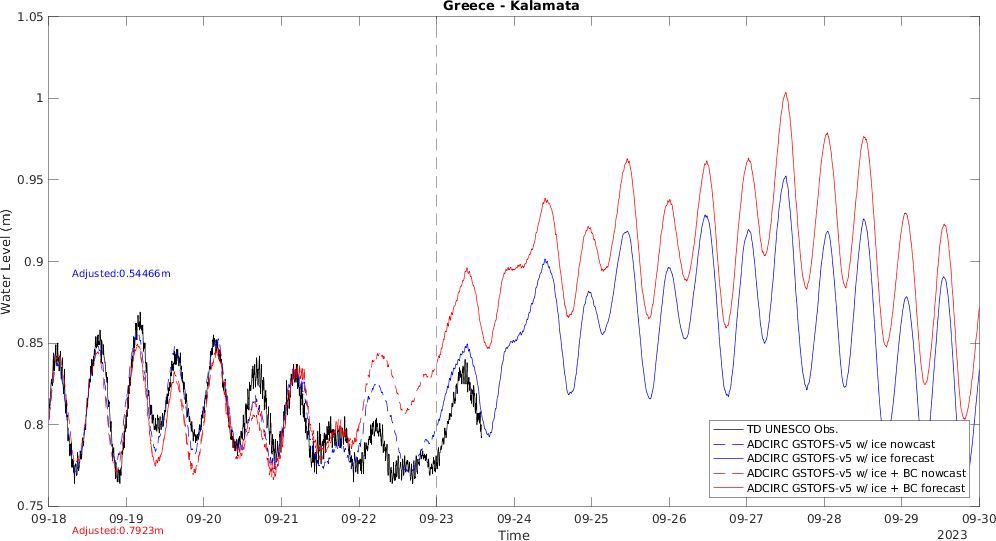 Greece - Kalamata
1.05
1
0.95
0.9
0.85
0.8
0.75
Water Level (m)
Adjusted:0.54466m
Adjusted:0.7923m
TD UNESCO Obs.
ADCIRC GSTOFS-v5 w/ ice nowcast
ADCIRC GSTOFS-v5 w/ ice forecast
ADCIRC GSTOFS-v5 w/ ice + BC nowcast
ADCIRC GSTOFS-v5 w/ ice + BC forecast
09-18 09-19 09-20 09-21 09-22 09-23 09-24 09-25 09-26 09-27 09-28 09-29 09-30
Time
2023